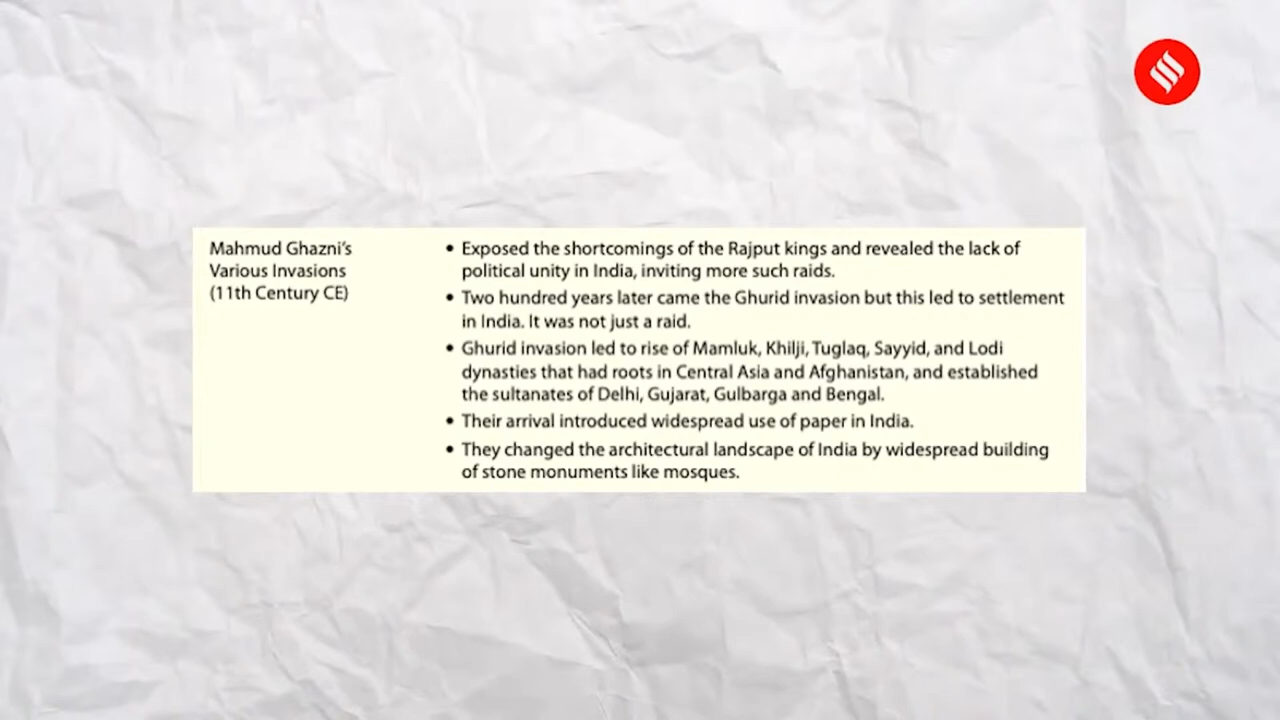 Mahmud Ghazni's
Various Invasions
(11th Century CE)
• Exposed the shortcomings of the Rajput kings and revealed the lack of
political unity in India, inviting more such raids.
• Two hundred years later came the Ghurid invasion but this led to settlement
in India. It was not just a raid.
• Ghurid invasion led to rise of Mamluk, Khilji, Tuglaq, Sayyid, and Lodi
dynasties that had roots in Central Asia and Afghanistan, and established
the sultanates of Delhi, Gujarat, Gulbarga and Bengal.
• Their arrival introduced widespread use of paper in India.
• They changed the architectural landscape of India by widespread building
of stone monuments like mosques.